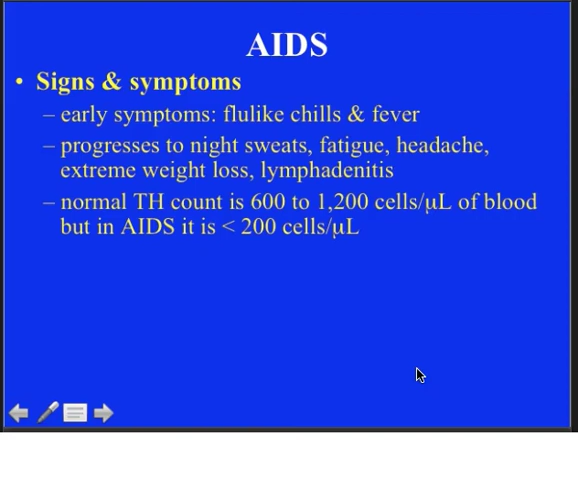 AIDS
• Signs & symptoms
– early symptoms: flulike chills & fever
– progresses to night sweats, fatigue, headache,
extreme weight loss, lymphadenitis
– normal TH count is 600 to 1,200 cells/μL of blood
but in AIDS it is < 200 cells/μL